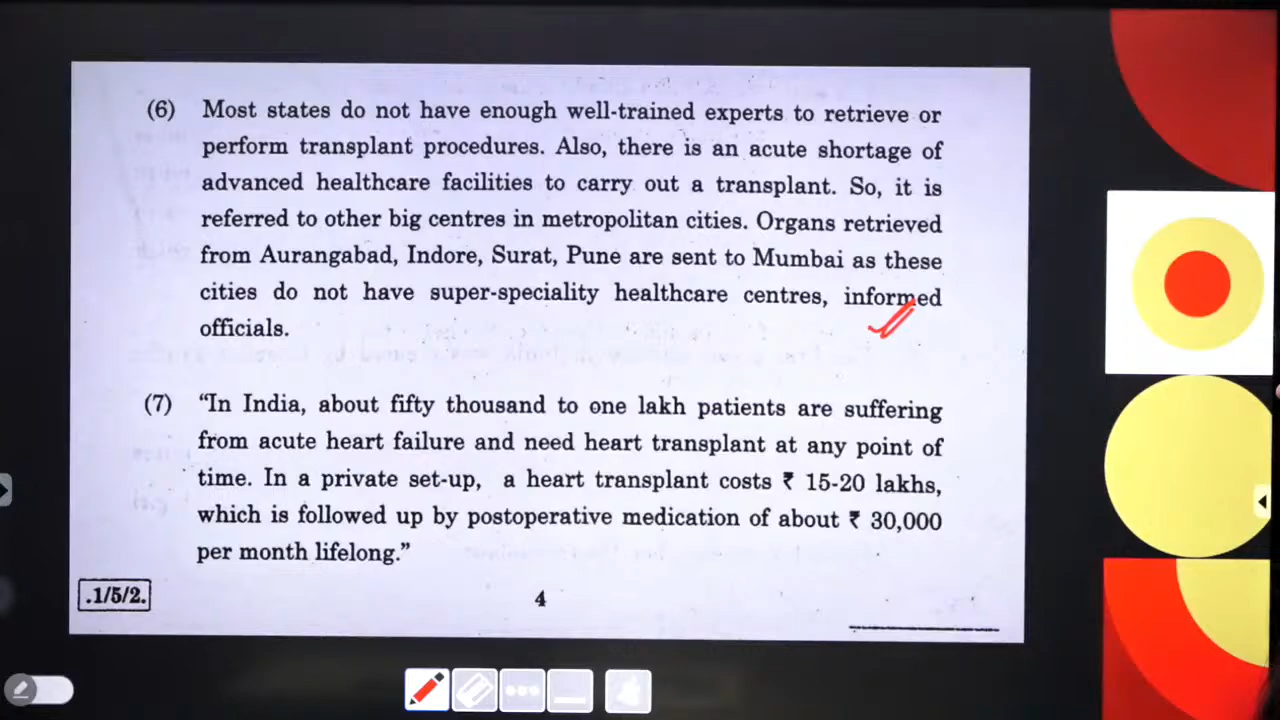 (6) Most states do not have enough well-trained experts to retrieve or
perform transplant procedures. Also, there is an acute shortage of
advanced healthcare facilities to carry out a transplant. So, it is
referred to other big centres in metropolitan cities. Organs retrieved
from Aurangabad, Indore, Surat, Pune are sent to Mumbai as these
cities do not have super-speciality healthcare centres, informed
officials.
(7) “In India, about fifty thousand to one lakh patients are suffering
from acute heart failure and need heart transplant at any point of
time. In a private set-up, a heart transplant costs ₹ 15-20 lakhs,
which is followed up by postoperative medication of about ₹ 30,000
per month lifelong.”
.1/5/2.
4